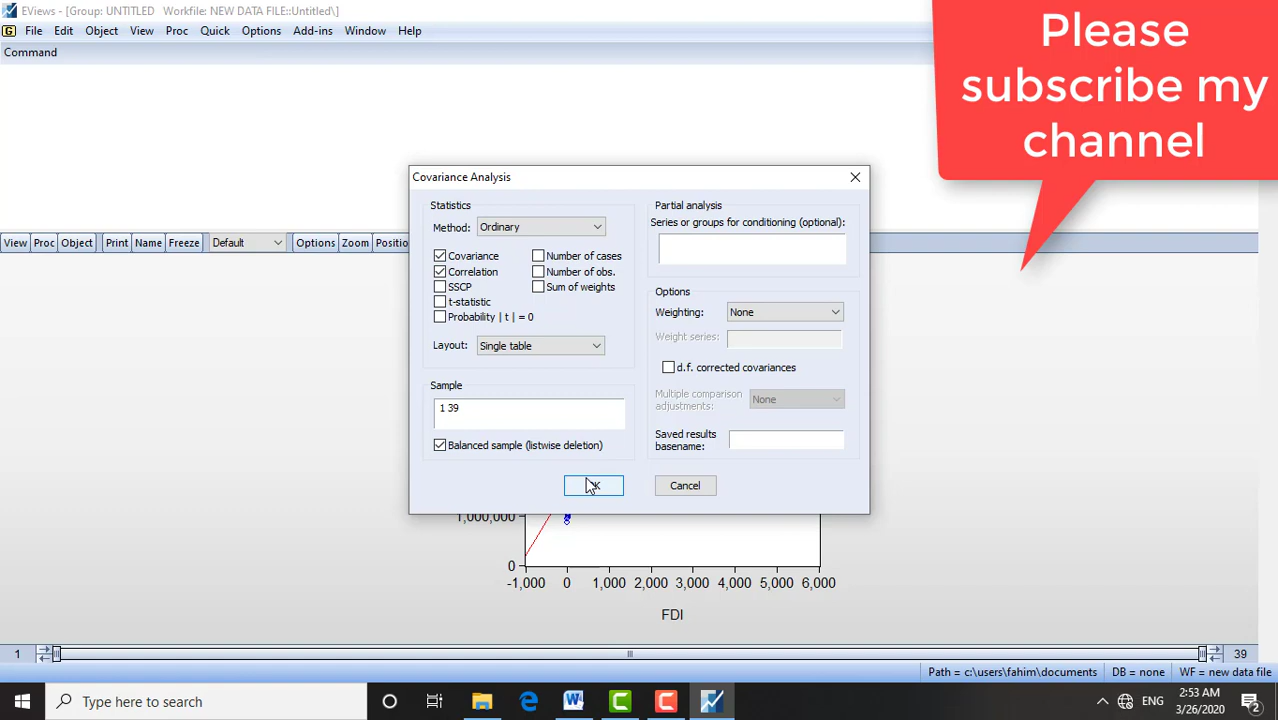 EViews - [Group: UNTITLED   Workfile: NEW DATA FILE::Untitled\]
File Edit Object View Proc Quick Options Add-ins Window Help
Command
Please
subscribe my
channel
View Proc Object Print Name Freeze Default Options Zoom Positio
Covariance Analysis
Statistics
Method: Ordinary
Covariance Number of cases
Correlation Number of obs.
SSCP Sum of weights
t-statistic
Probability | t | = 0
Layout: Single table
Sample
1 39
Balanced sample (listwise deletion)
Partial analysis
Series or groups for conditioning (optional):
Options
Weighting: None
Weight series:
d.f. corrected covariances
Multiple comparison
adjustments: None
Saved results
basename:
Cancel
1,000,000
0
-1,000 0 1,000 2,000 3,000 4,000 5,000 6,000
FDI
1 39
Path = c:\users\fahim\documents DB = none WF = new data file
Type here to search
ENG
2:53 AM
3/26/2020
2